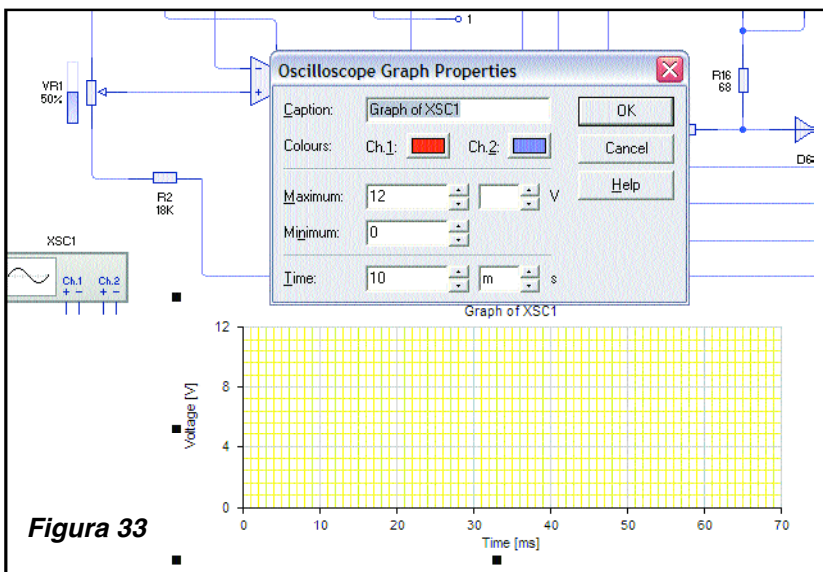 1
VR1
50%
R2
18K
XSC1
Ch.1 Ch.2
+ - + -
- 
+
Oscilloscope Graph Properties
Caption: Graph of XSC1
Colours: Ch.1: Ch.2:
Maximum: 12 V
Minimum: 0
Time: 10 m s
OK
Cancel
Help
R16
68
Graph of XSC1
Voltage [V]
12
8
4
0
0 10 20 30 40 50 60 70
Time [ms]
Figura 33